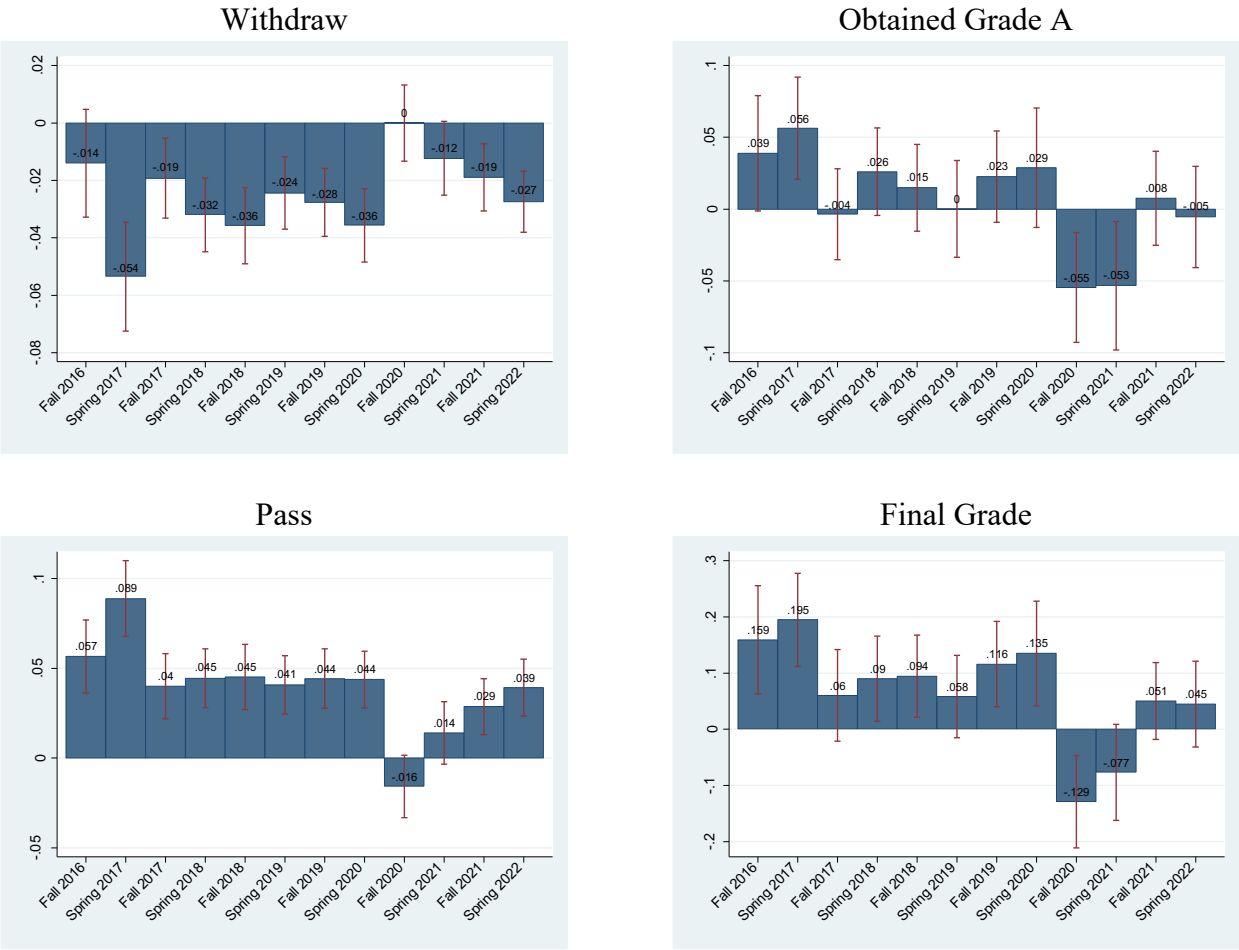 Withdraw
.02
0
-.02
-.04
-.06
-.08
-.014
-.054
-.019
-.032
-.036
-.024
-.028
-.036
0
-.012
-.019
-.027
Fall 2016
Spring 2017
Fall 2017
Spring 2018
Fall 2018
Spring 2019
Fall 2019
Spring 2020
Fall 2020
Spring 2021
Fall 2021
Spring 2022
Obtained Grade A
.1
.05
0
-.05
-.1
.039
.056
-.004
.026
.015
0
.023
.029
-.055
-.053
.008
-.005
Fall 2016
Spring 2017
Fall 2017
Spring 2018
Fall 2018
Spring 2019
Fall 2019
Spring 2020
Fall 2020
Spring 2021
Fall 2021
Spring 2022
Pass
.1
.05
0
-.05
.057
.089
.04
.045
.045
.041
.044
.044
-.016
.014
.029
.039
Fall 2016
Spring 2017
Fall 2017
Spring 2018
Fall 2018
Spring 2019
Fall 2019
Spring 2020
Fall 2020
Spring 2021
Fall 2021
Spring 2022
Final Grade
.3
.2
.1
0
-.1
-.2
.159
.195
.06
.09
.094
.058
.116
.135
-.129
-.077
.051
.045
Fall 2016
Spring 2017
Fall 2017
Spring 2018
Fall 2018
Spring 2019
Fall 2019
Spring 2020
Fall 2020
Spring 2021
Fall 2021
Spring 2022